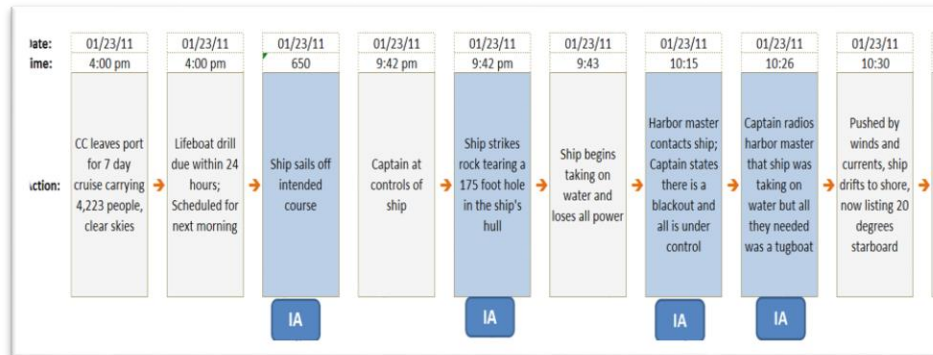 Date: 01/23/11 01/23/11 01/23/11 01/23/11 01/23/11 01/23/11 01/23/11 01/23/11 01/23/11
ime: 4:00 pm 4:00 pm 650 9:42 pm 9:42 pm 9:43 10:15 10:26 10:30
Action:
CC leaves port
for 7 day
cruise carrying
4,223 people,
clear skies
Lifeboat drill
due within 24
hours;
Scheduled for
next morning
Ship sails off
intended
course
Captain at
controls of
ship
Ship strikes
rock tearing a
175 foot hole
in the ship's
hull
Ship begins
taking on
water and
loses all power
Harbor master
contacts ship;
Captain states
there is a
blackout and
all is under
control
Captain radios
harbor master
that ship was
taking on
water but all
they needed
was a tugboat
Pushed by
winds and
currents, ship
drifts to shore,
now listing 20
degrees
starboard
IA IA IA IA